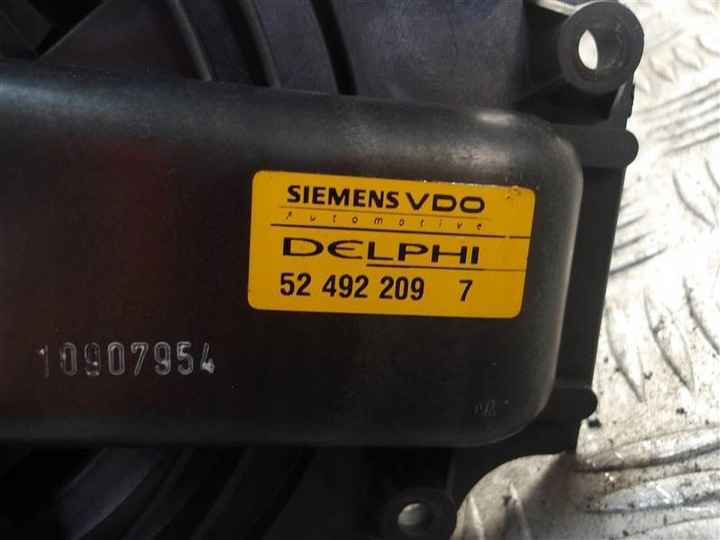 SIEMENS VDO
Automotive
DELPHI
52 492 209 7
10907954